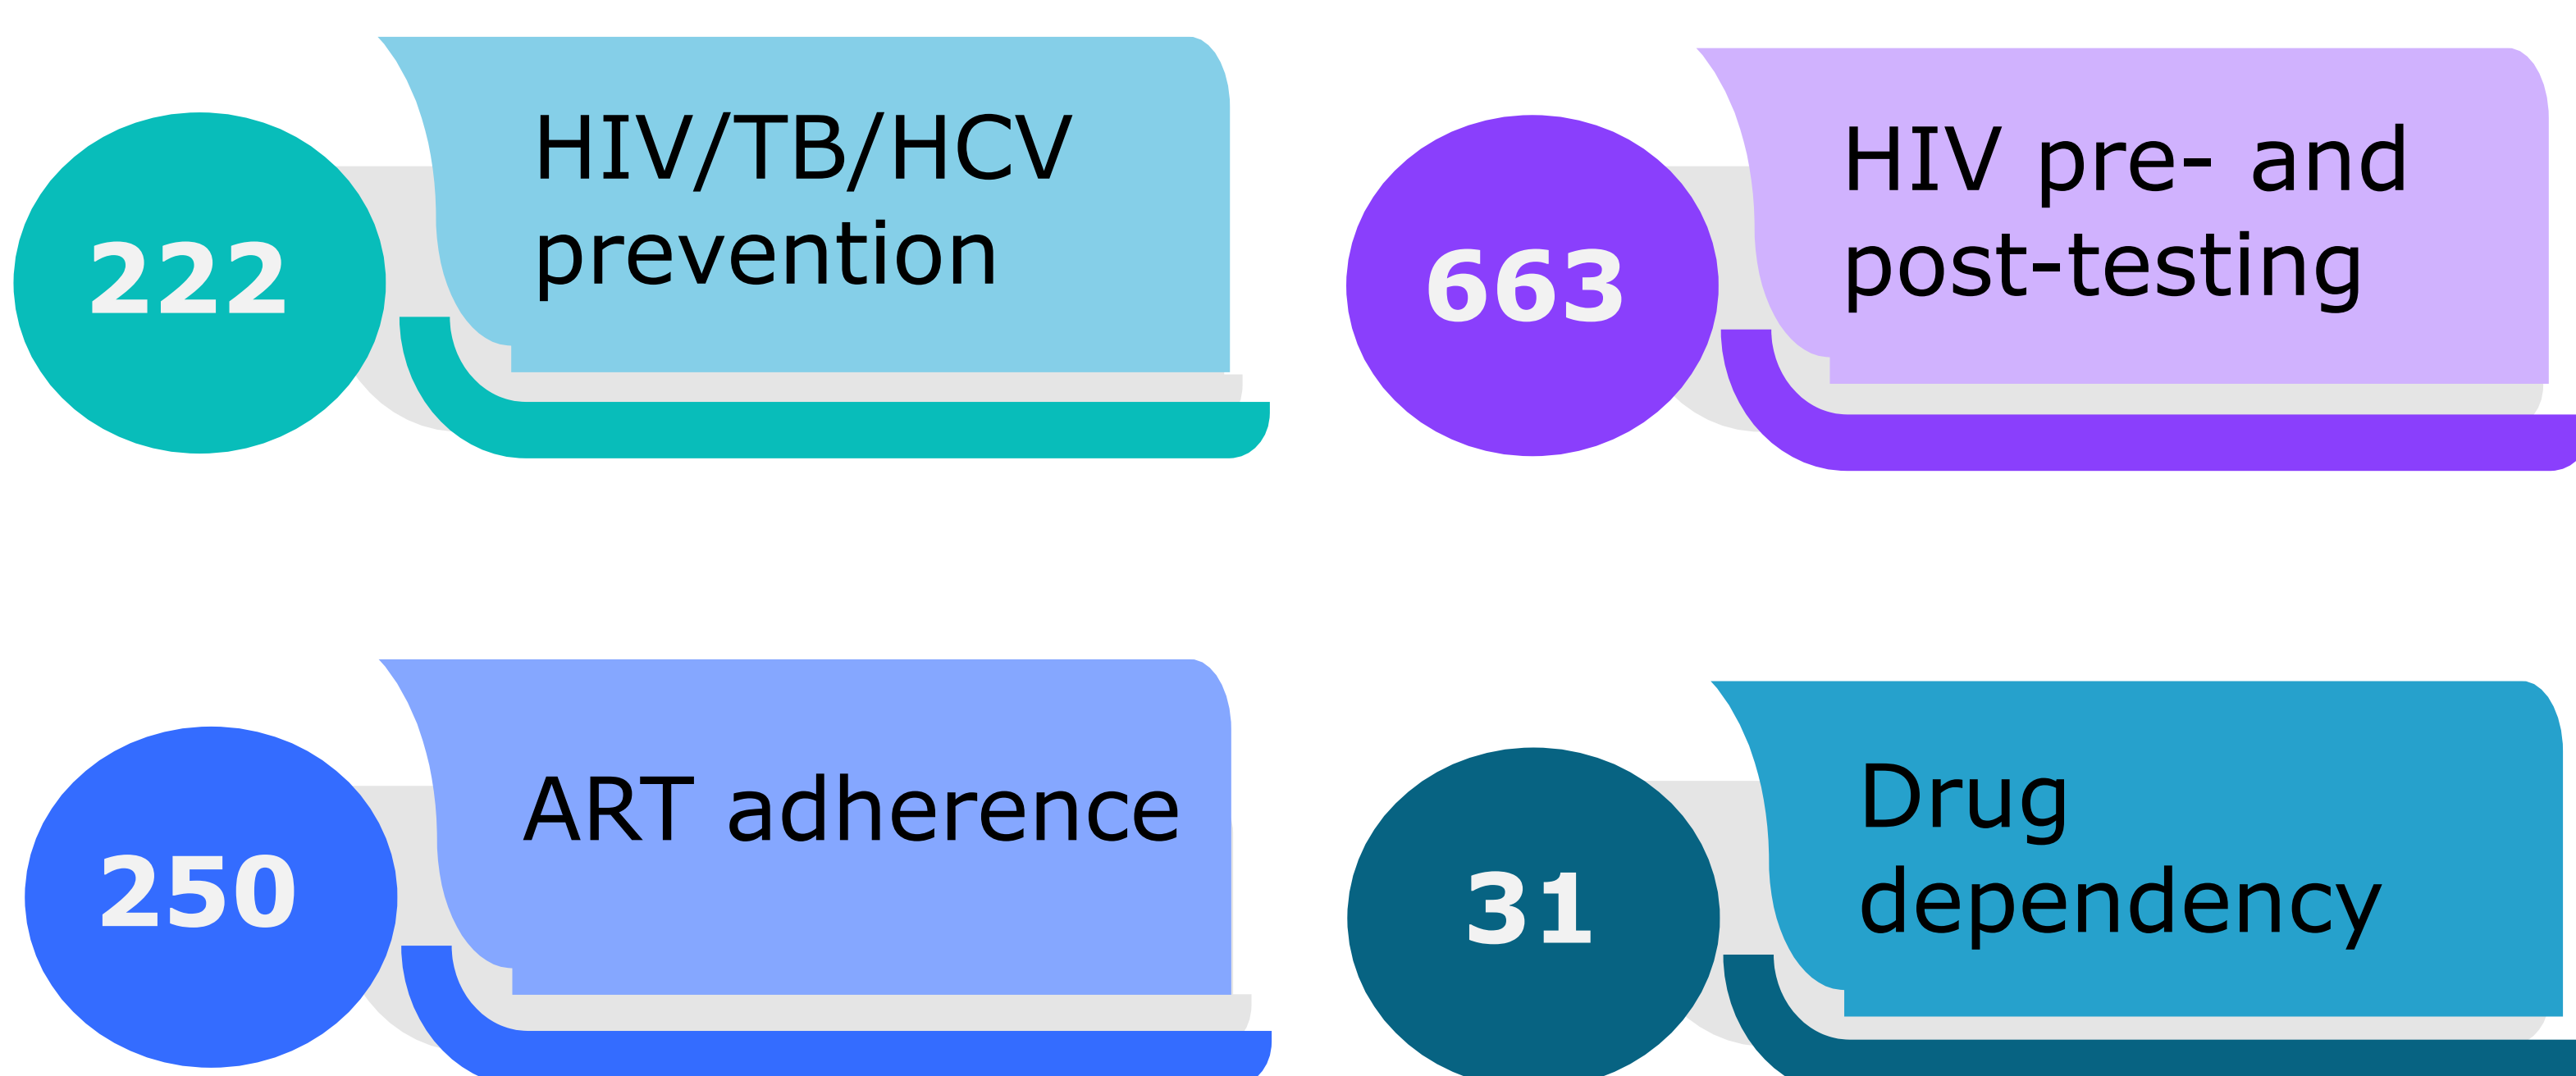 222
HIV/TB/HCV
prevention
663
HIV pre- and
post-testing
250
ART adherence
31
Drug
dependency